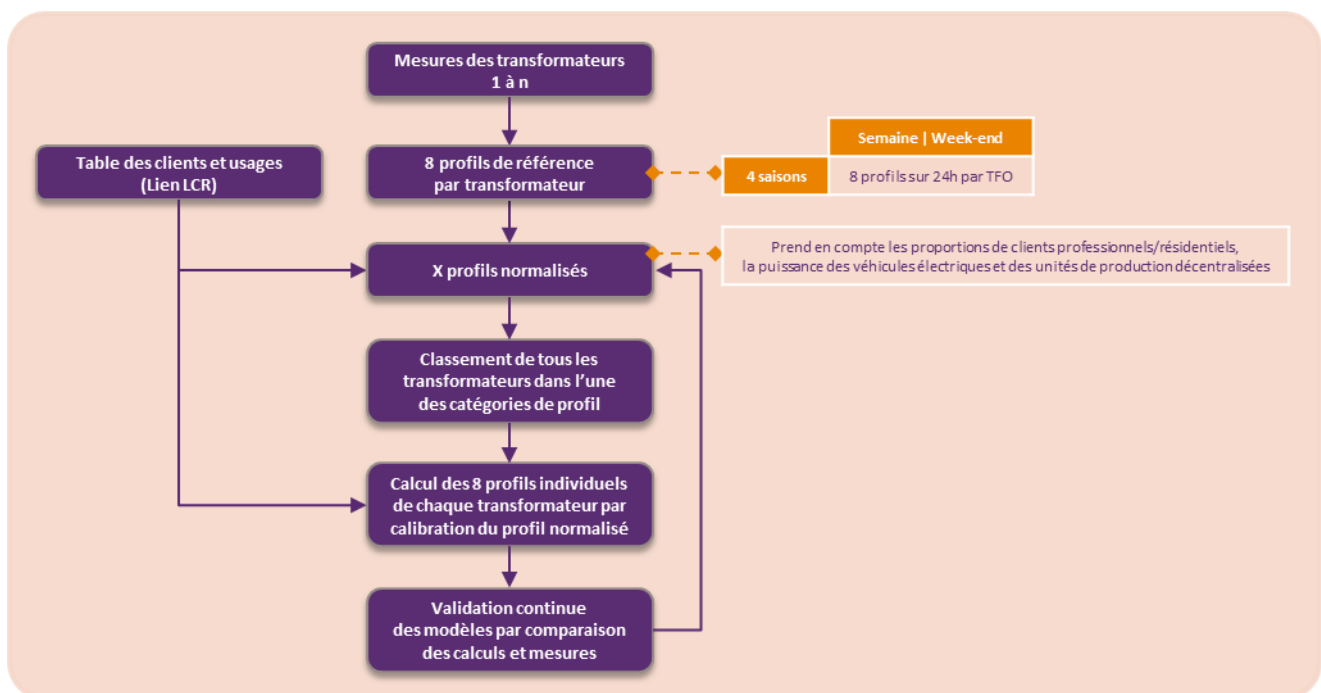 Mesures des transformateurs
1 à n
Table des clients et usages
(Lien LCR)
8 profils de référence
par transformateur
Semaine | Week-end
4 saisons
8 profils sur 24h par TFO
X profils normalisés
Prend en compte les proportions de clients professionnels/résidentiels,
la puissance des véhicules électriques et des unités de production décentralisées
Classement de tous les
transformateurs dans l'une
des catégories de profil
Calcul des 8 profils individuels
de chaque transformateur par
calibration du profil normalisé
Validation continue
des modèles par comparaison
des calculs et mesures